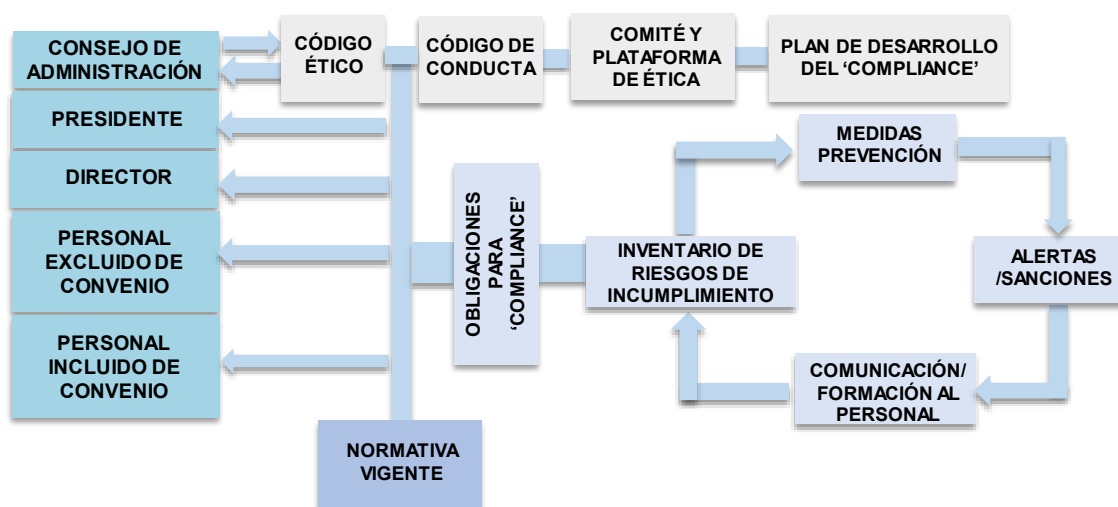 CONSEJO DE
ADMINISTRACIÓN
CÓDIGO
ÉTICO
CÓDIGO DE
CONDUCTA
COMITÉ Y
PLATAFORMA
DE ÉTICA
PLAN DE DESARROLLO
DEL ‘COMPLIANCE’
PRESIDENTE
DIRECTOR
PERSONAL
EXCLUIDO DE
CONVENIO
PERSONAL
INCLUIDO DE
CONVENIO
OBLIGACIONES
PARA
‘COMPLIANCE’
INVENTARIO DE
RIESGOS DE
INCUMPLIMIENTO
MEDIDAS
PREVENCIÓN
ALERTAS
/SANCIONES
COMUNICACIÓN/
FORMACIÓN AL
PERSONAL
NORMATIVA
VIGENTE